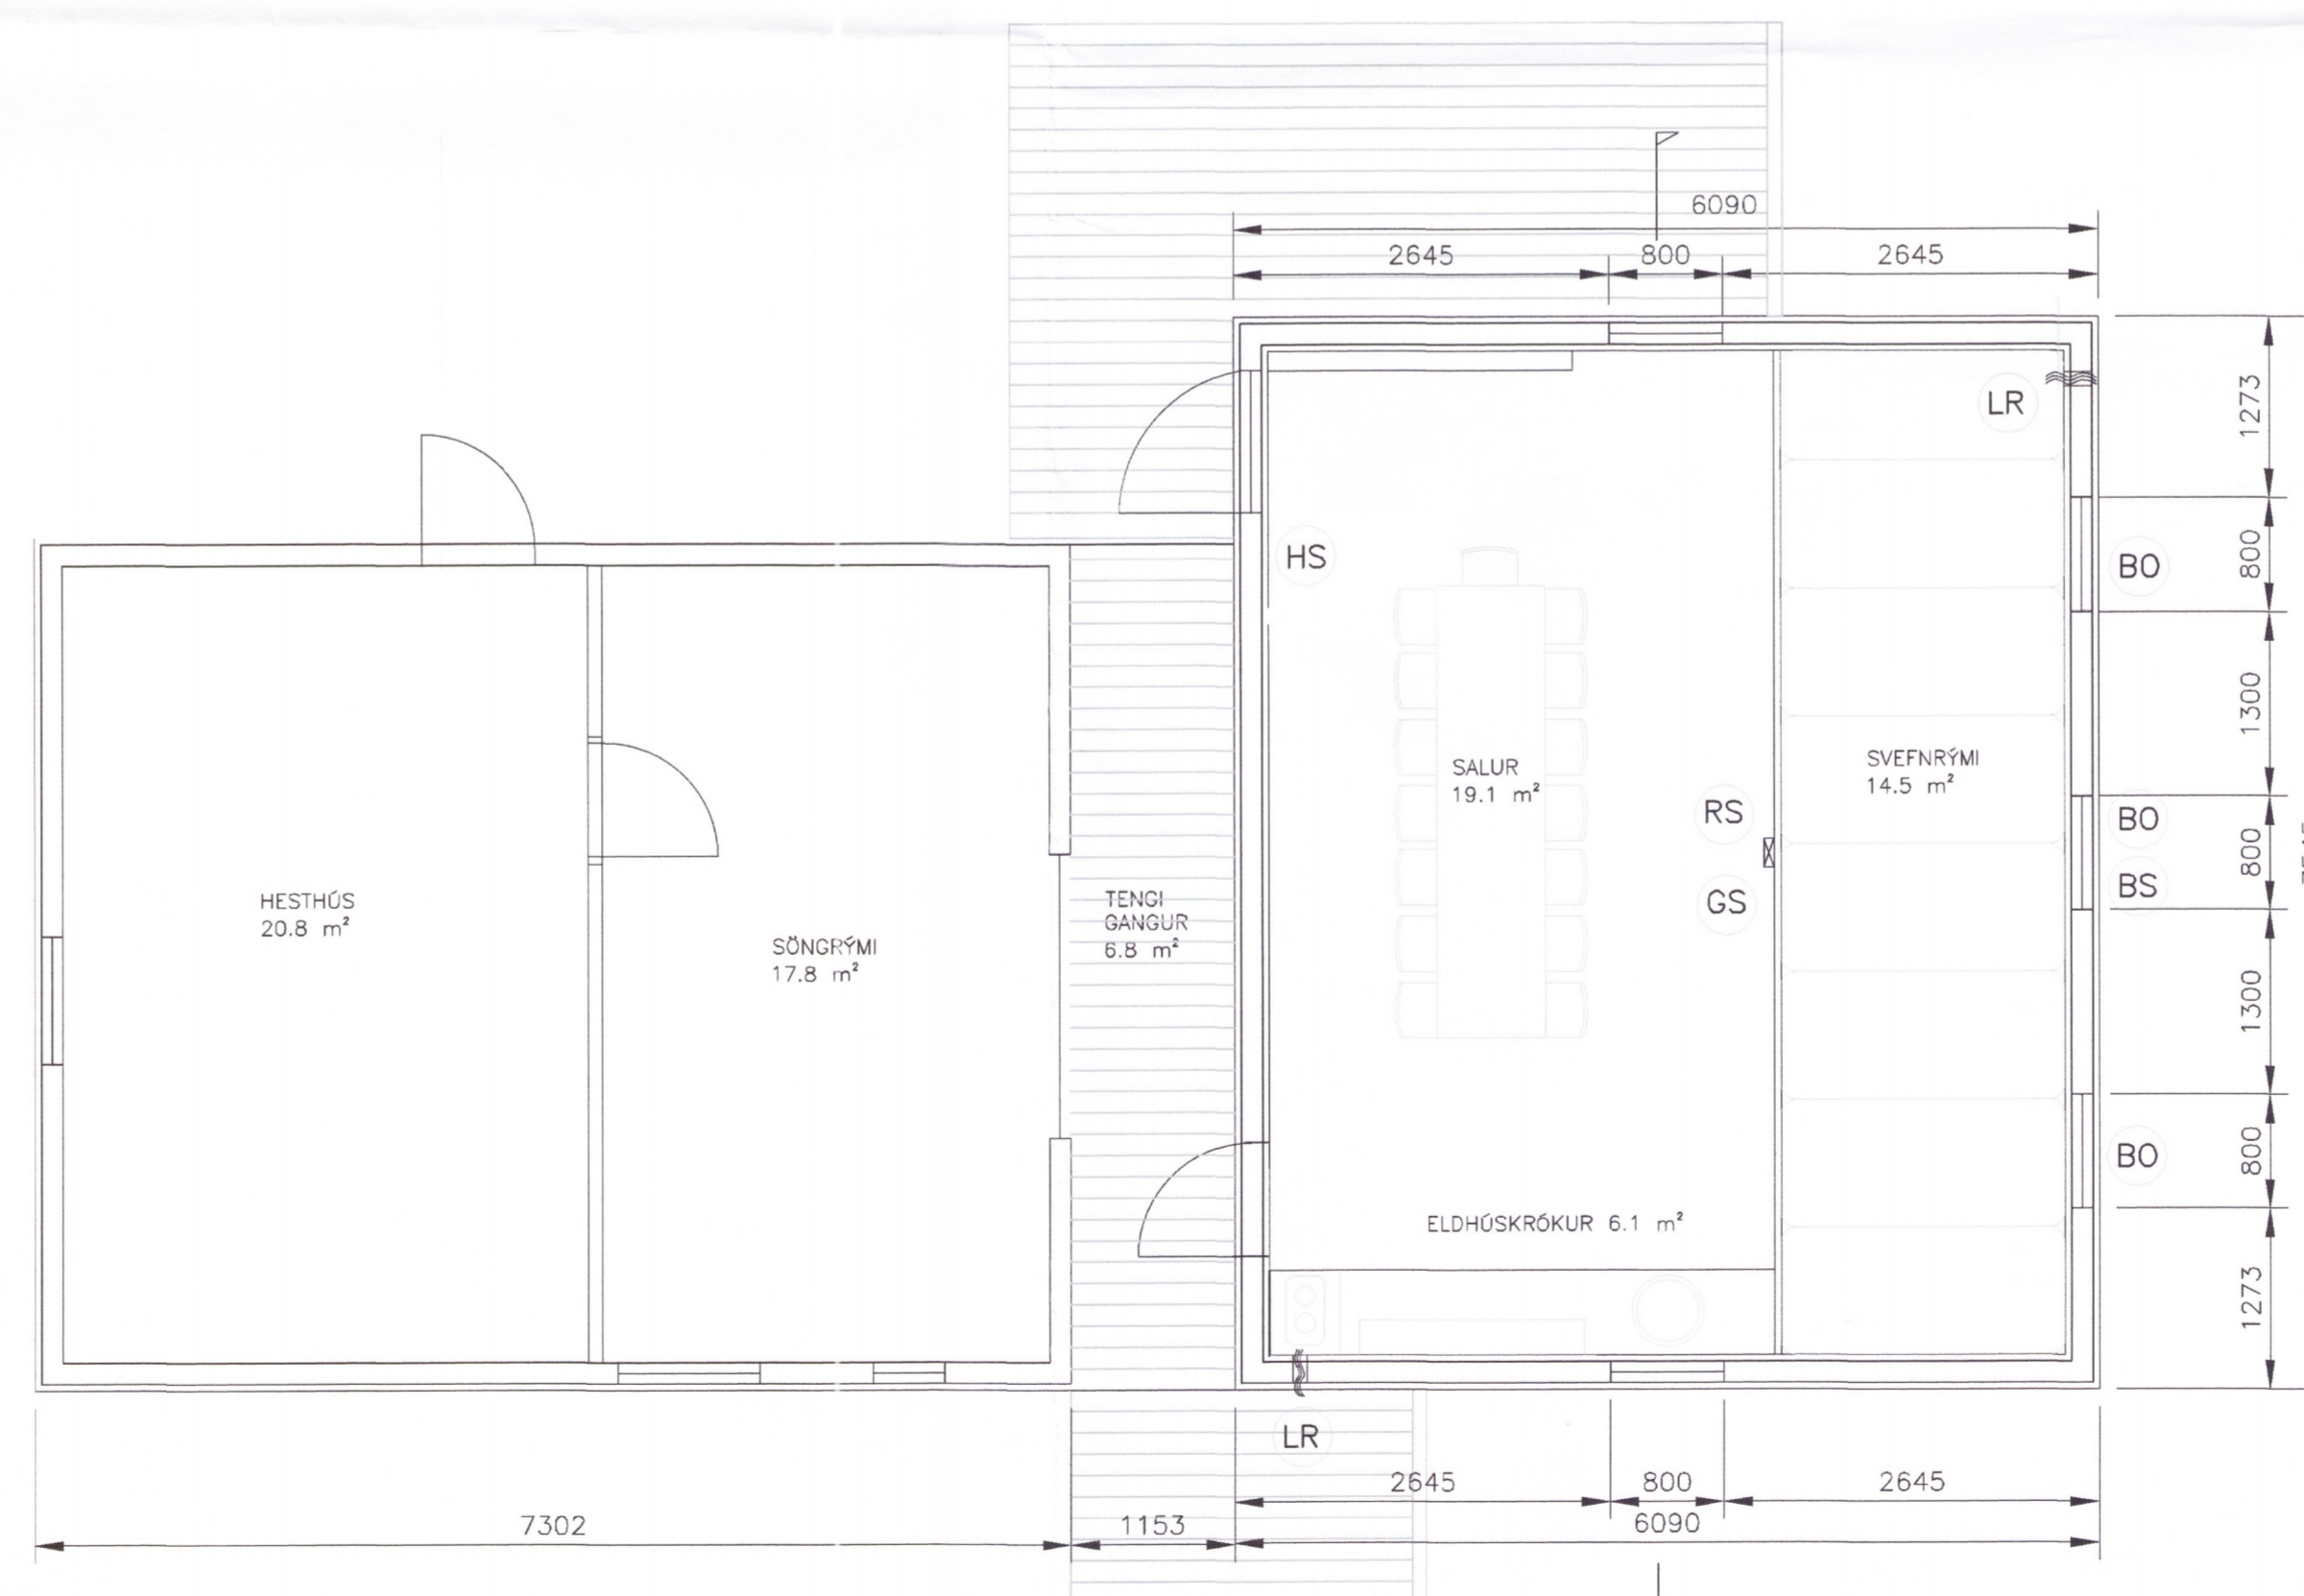 6090
2645
800
2645
LR
1273
HS
BO
800
1300
SALUR
19.1 m²
SVEFNRÝMI
14.5 m²
RS
BO
800
BS
GS
HESTHÚS
20.8 m²
TENGI
GANGUR
6.8 m²
SÖNGRÝMI
17.8 m²
1300
BO
800
ELDHÚSKRÓKUR 6.1 m²
1273
LR
2645
800
2645
7302
1153
6090